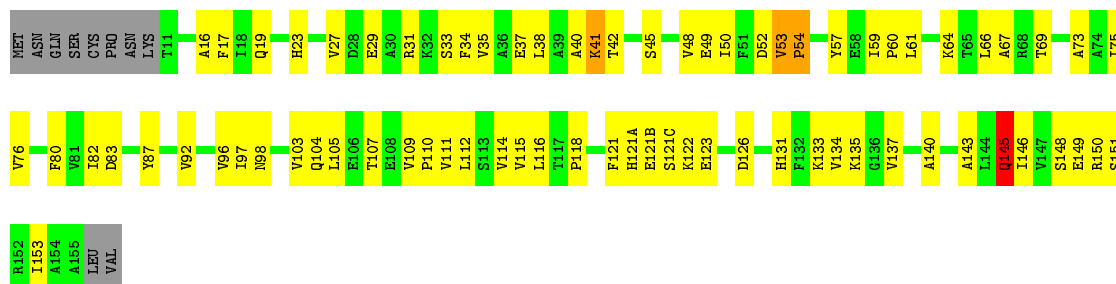 MET ASN GLN SER CYS PRO ASN LYS T11 A16 F17 I18 Q19 H23 V27 D28 E29 A30 R31 K32 S33 F34 V35 A36 E37 L38 A39 A40 K41 T42 S45 V48 E49 I50 F51 D52 V53 P54 Y57 E58 I59 P60 L61 K64 T65 L66 A67 R68 T69 A73 A74 I75
V76 F80 V81 I82 D83 Y87 V92 V96 I97 N98 V103 Q104 L105 E106 T107 E108 V109 P110 V111 L112 S113 V114 V115 L116 T117 P118 F121 H121A E121B S121C K122 E123 D126 H131 F132 K133 V134 K135 G136 V137 A140 A143 L144 Q145 I146 V147 S148 E149 R150 S151
R152 I153 A154 A155 LEU VAL